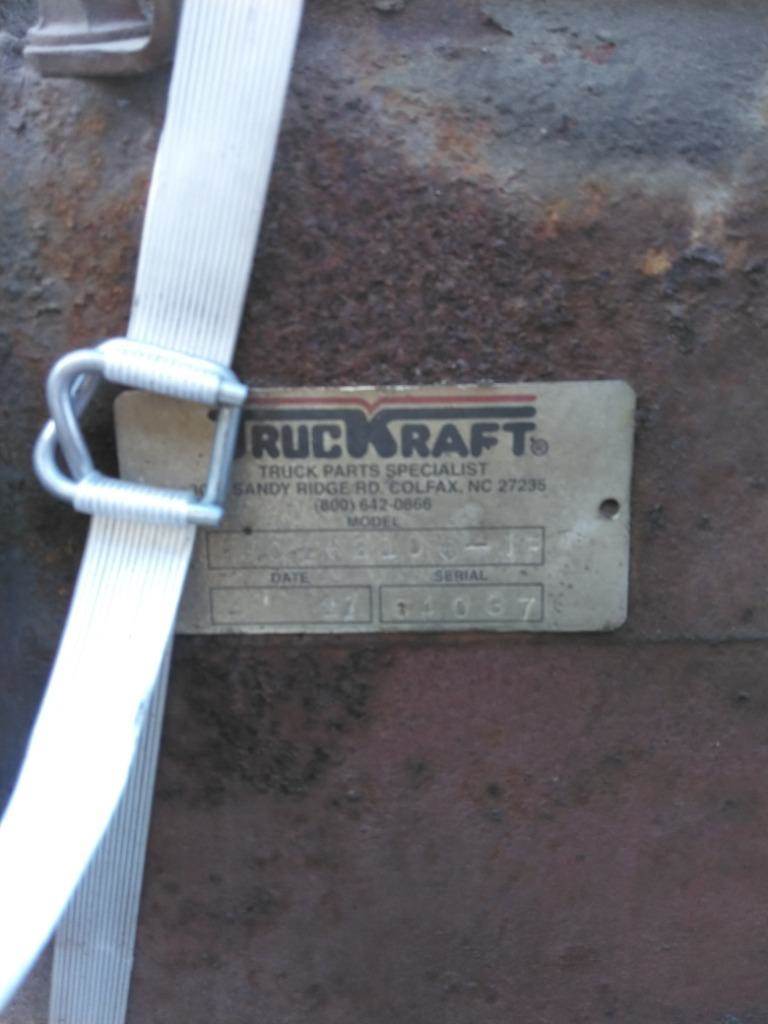 TRUCKRAFT®
TRUCK PARTS SPECIALIST
SANDY RIDGE RD. COLFAX, NC 27235
(800) 642-0866
MODEL
DATE SERIAL